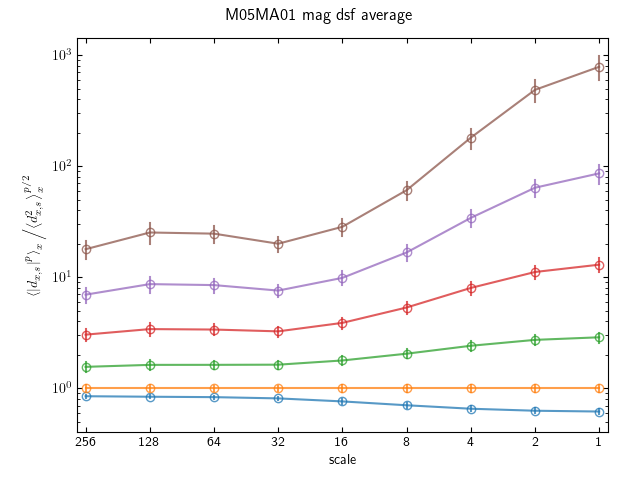 M05MA01 mag dsf average
10³
10²
10¹
10⁰
⟨|d_{x,s}|^p⟩_x / ⟨d²_{x,s}⟩_x^{p/2}
256 128 64 32 16 8 4 2 1
scale